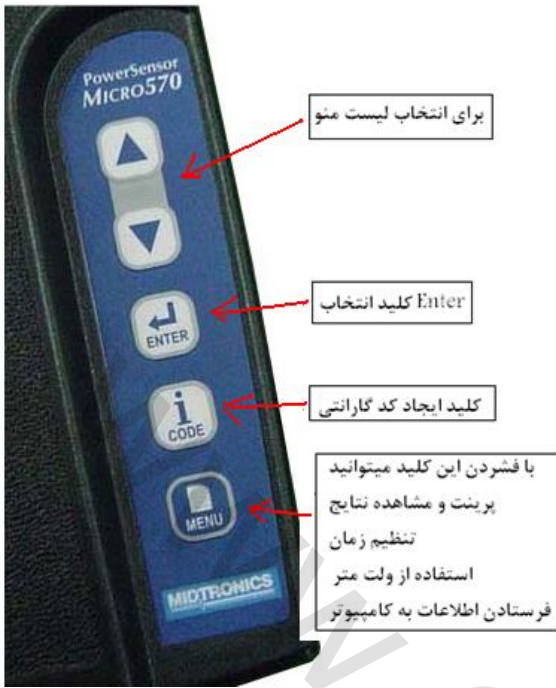 PowerSensor
MICRO570
برای انتخاب لیست منو
ENTER
Enter کلید انتخاب
i
CODE
کلید ایجاد کد گارانتی
MENU
با فشردن این کلید میتوانید
پرینت و مشاهده نتایج
تنظیم زمان
استفاده از ولت متر
فرستادن اطلاعات به کامپیوتر
MIDTRONICS